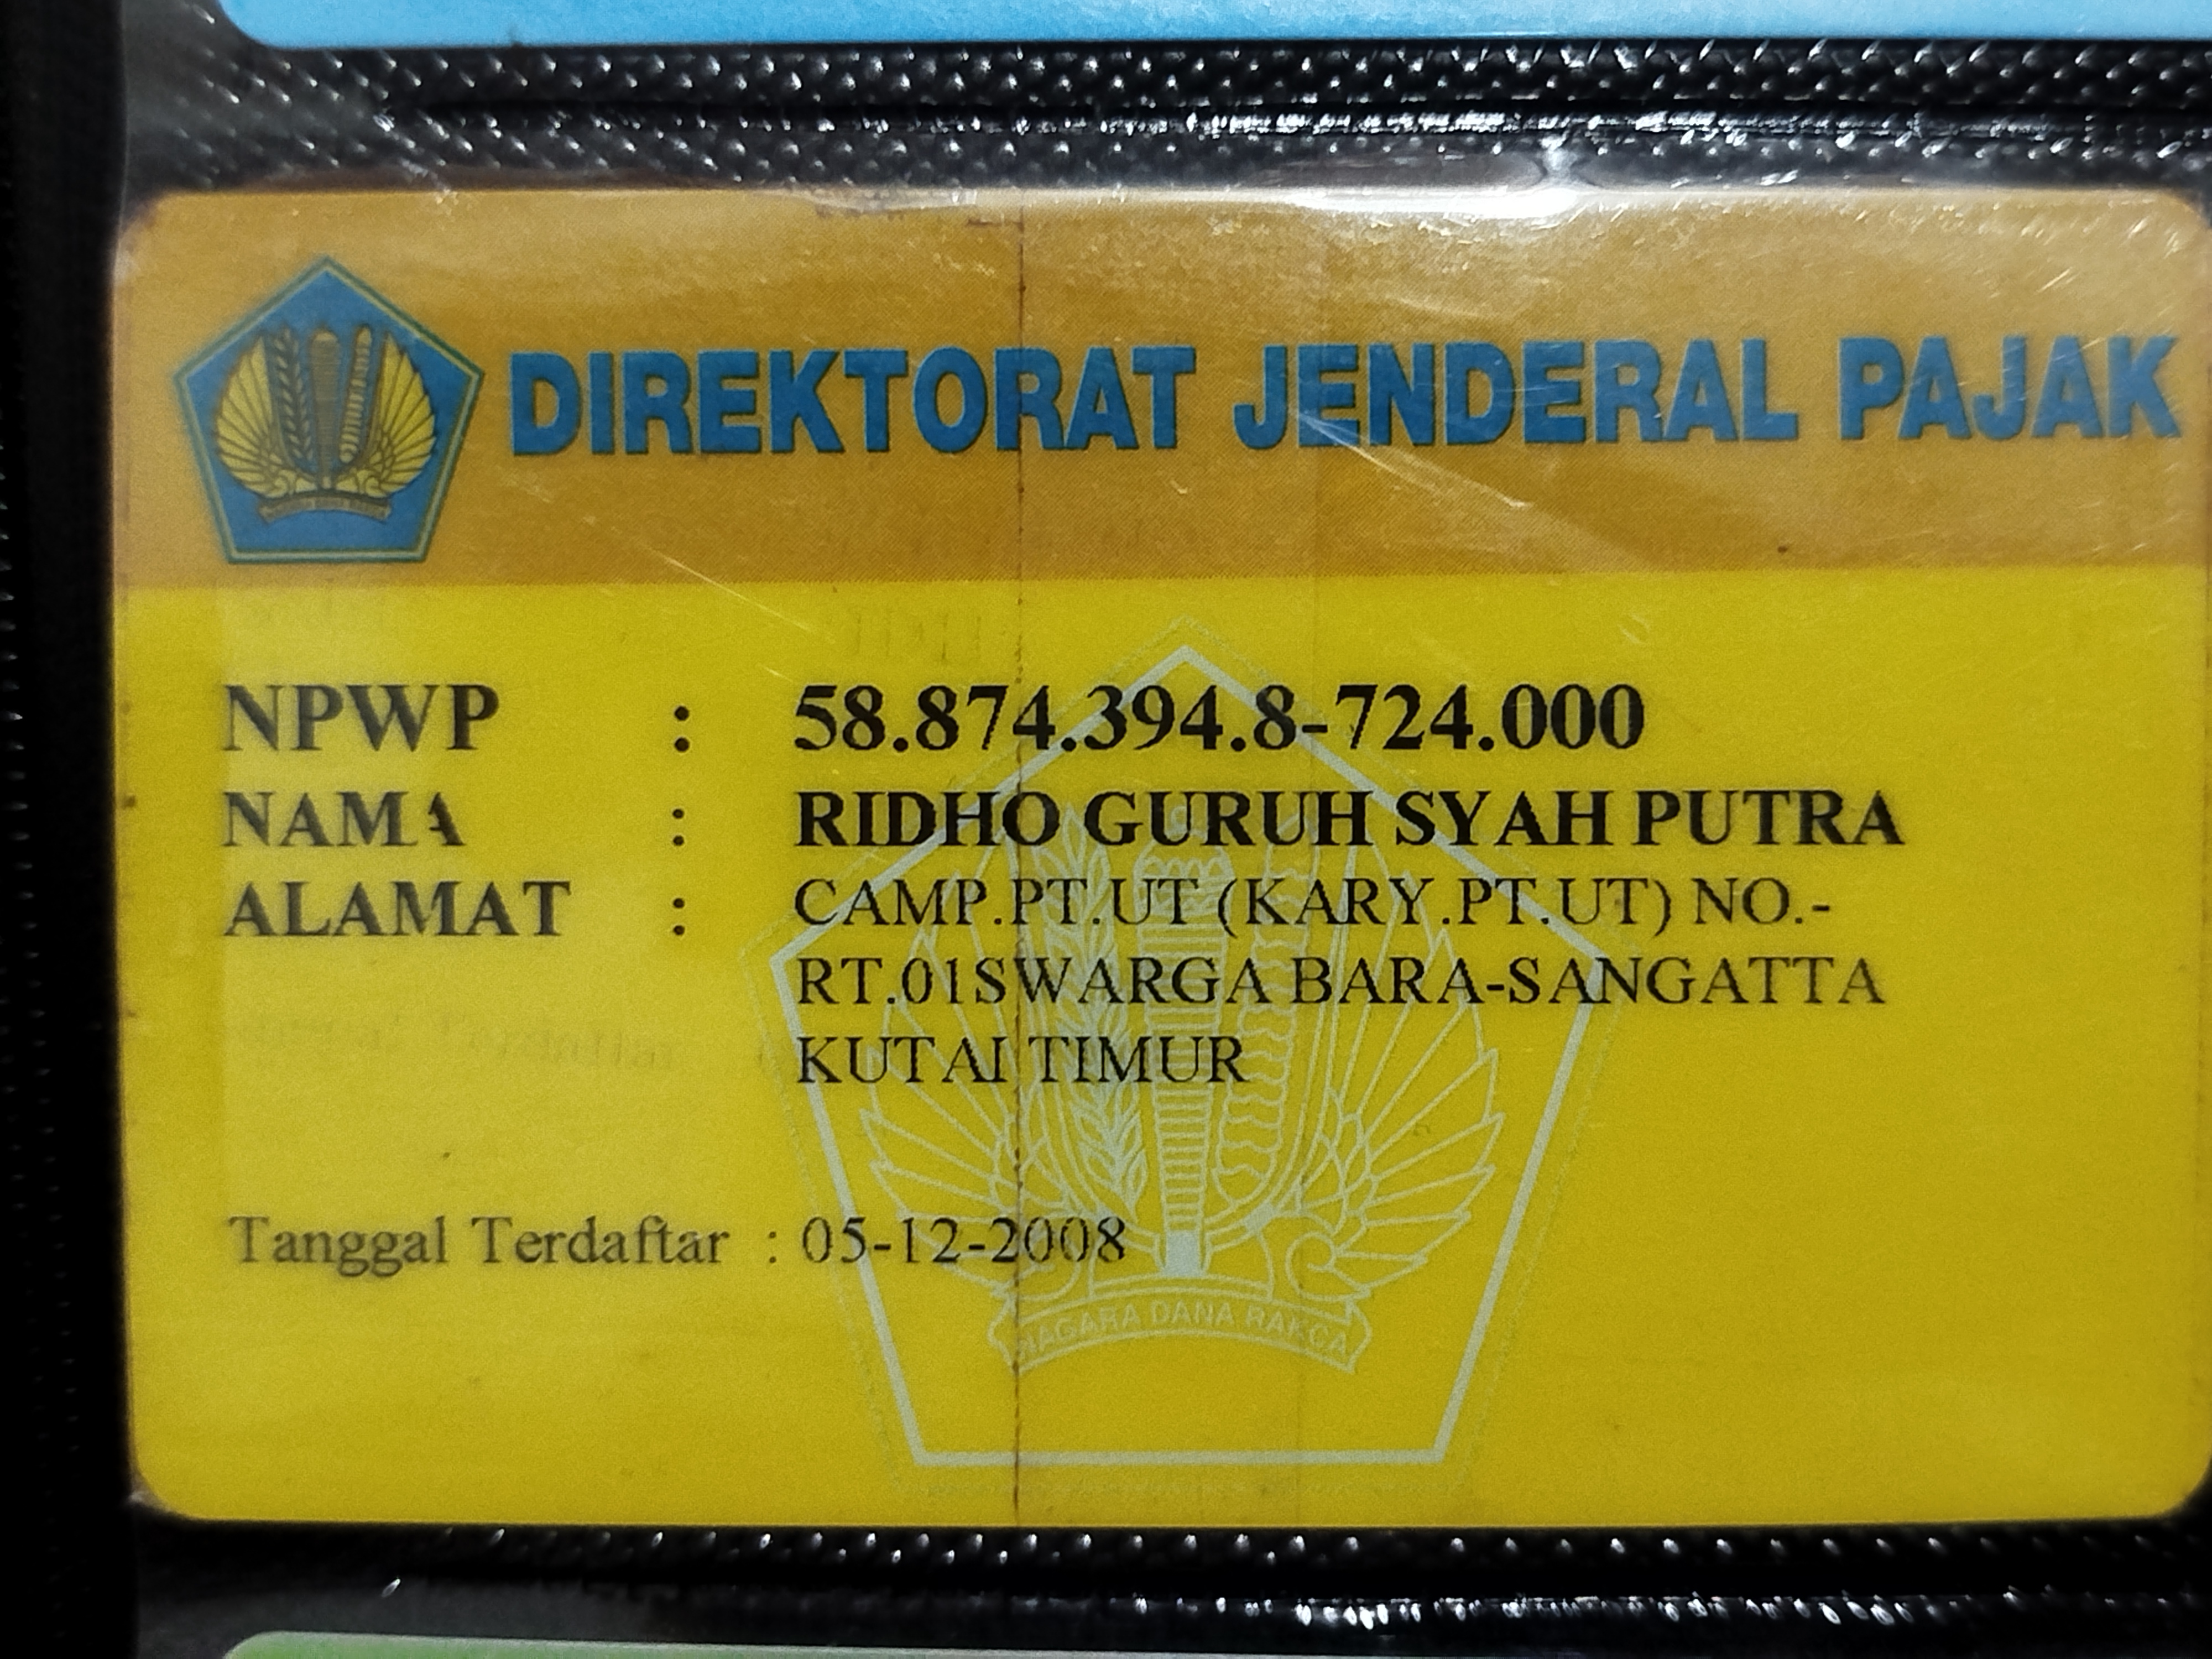 DIREKTORAT JENDERAL PAJAK
NPWP : 58.874.394.8-724.000
NAMA : RIDHO GURUH SYAH PUTRA
ALAMAT : CAMP.PT.UT (KARY.PT.UT) NO.-
RT.01SWARGA BARA-SANGATTA
KUTAI TIMUR
Tanggal Terdaftar : 05-12-2008
NAGARA DANA RAKCA